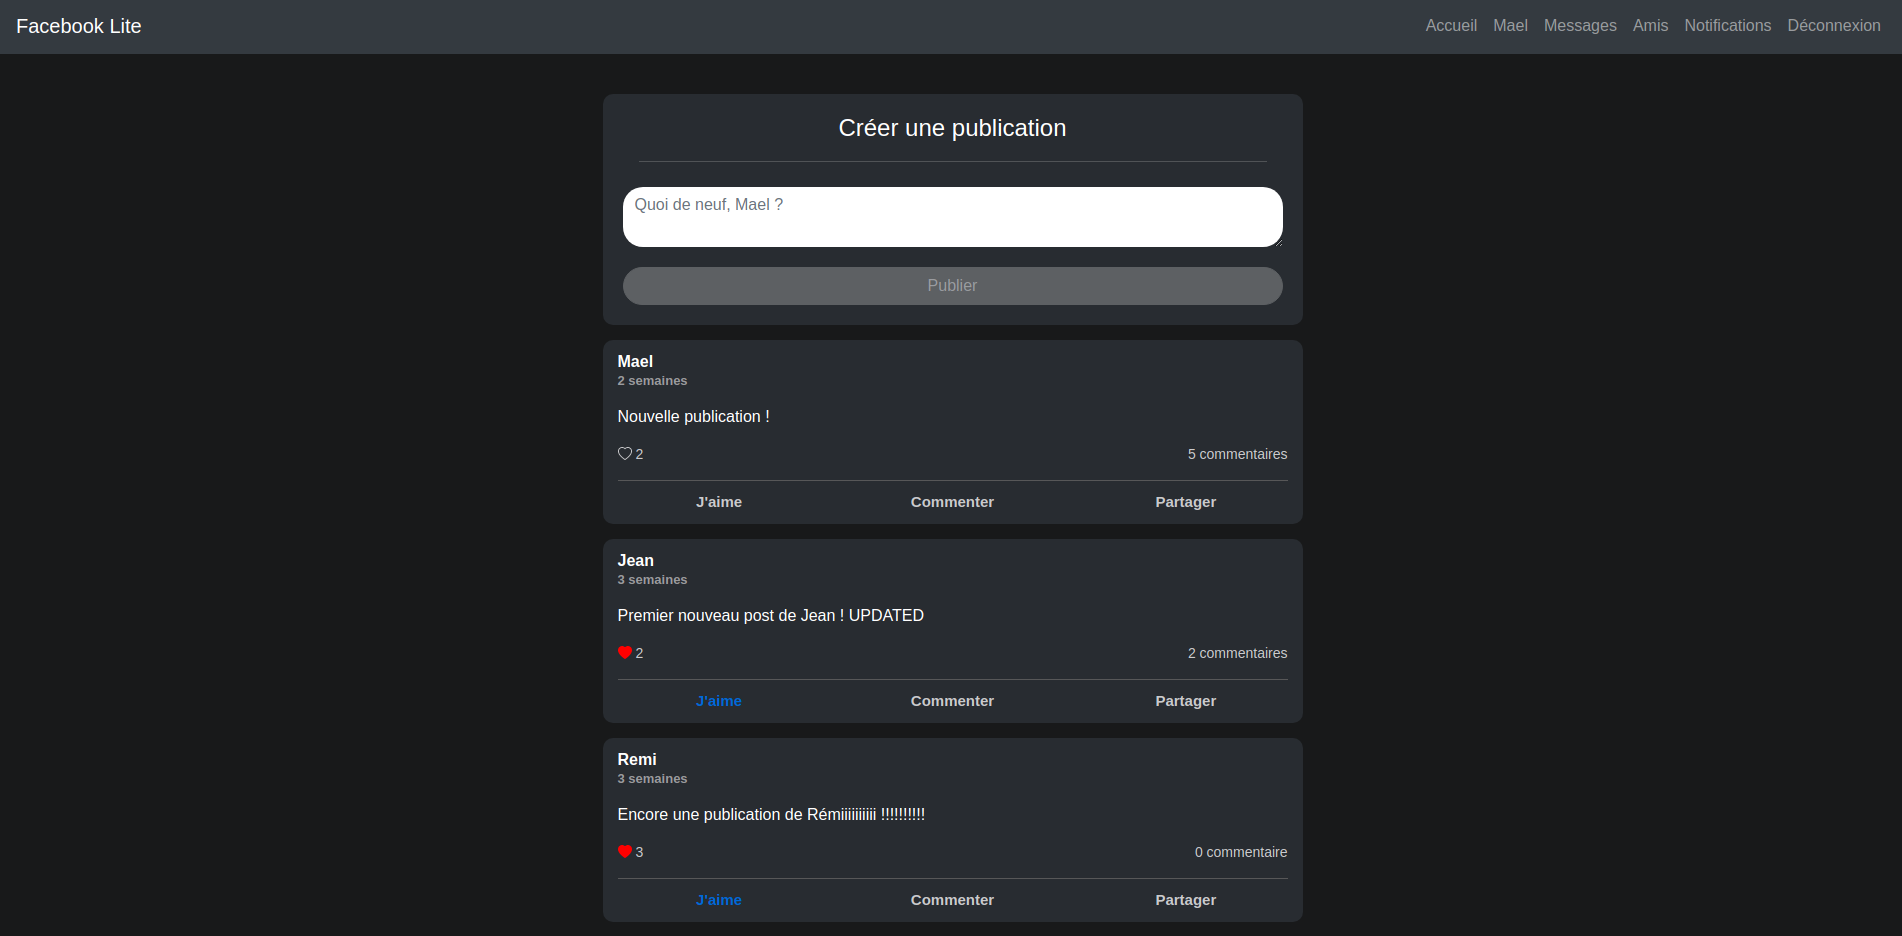 Facebook Lite
Accueil Mael Messages Amis Notifications Déconnexion
Créer une publication
Quoi de neuf, Mael ?
Publier
Mael
2 semaines
Nouvelle publication !
2 5 commentaires
J'aime Commenter Partager
Jean
3 semaines
Premier nouveau post de Jean ! UPDATED
2 2 commentaires
J'aime Commenter Partager
Remi
3 semaines
Encore une publication de Rémiiiiiiiiii !!!!!!!!!!
3 0 commentaire
J'aime Commenter Partager